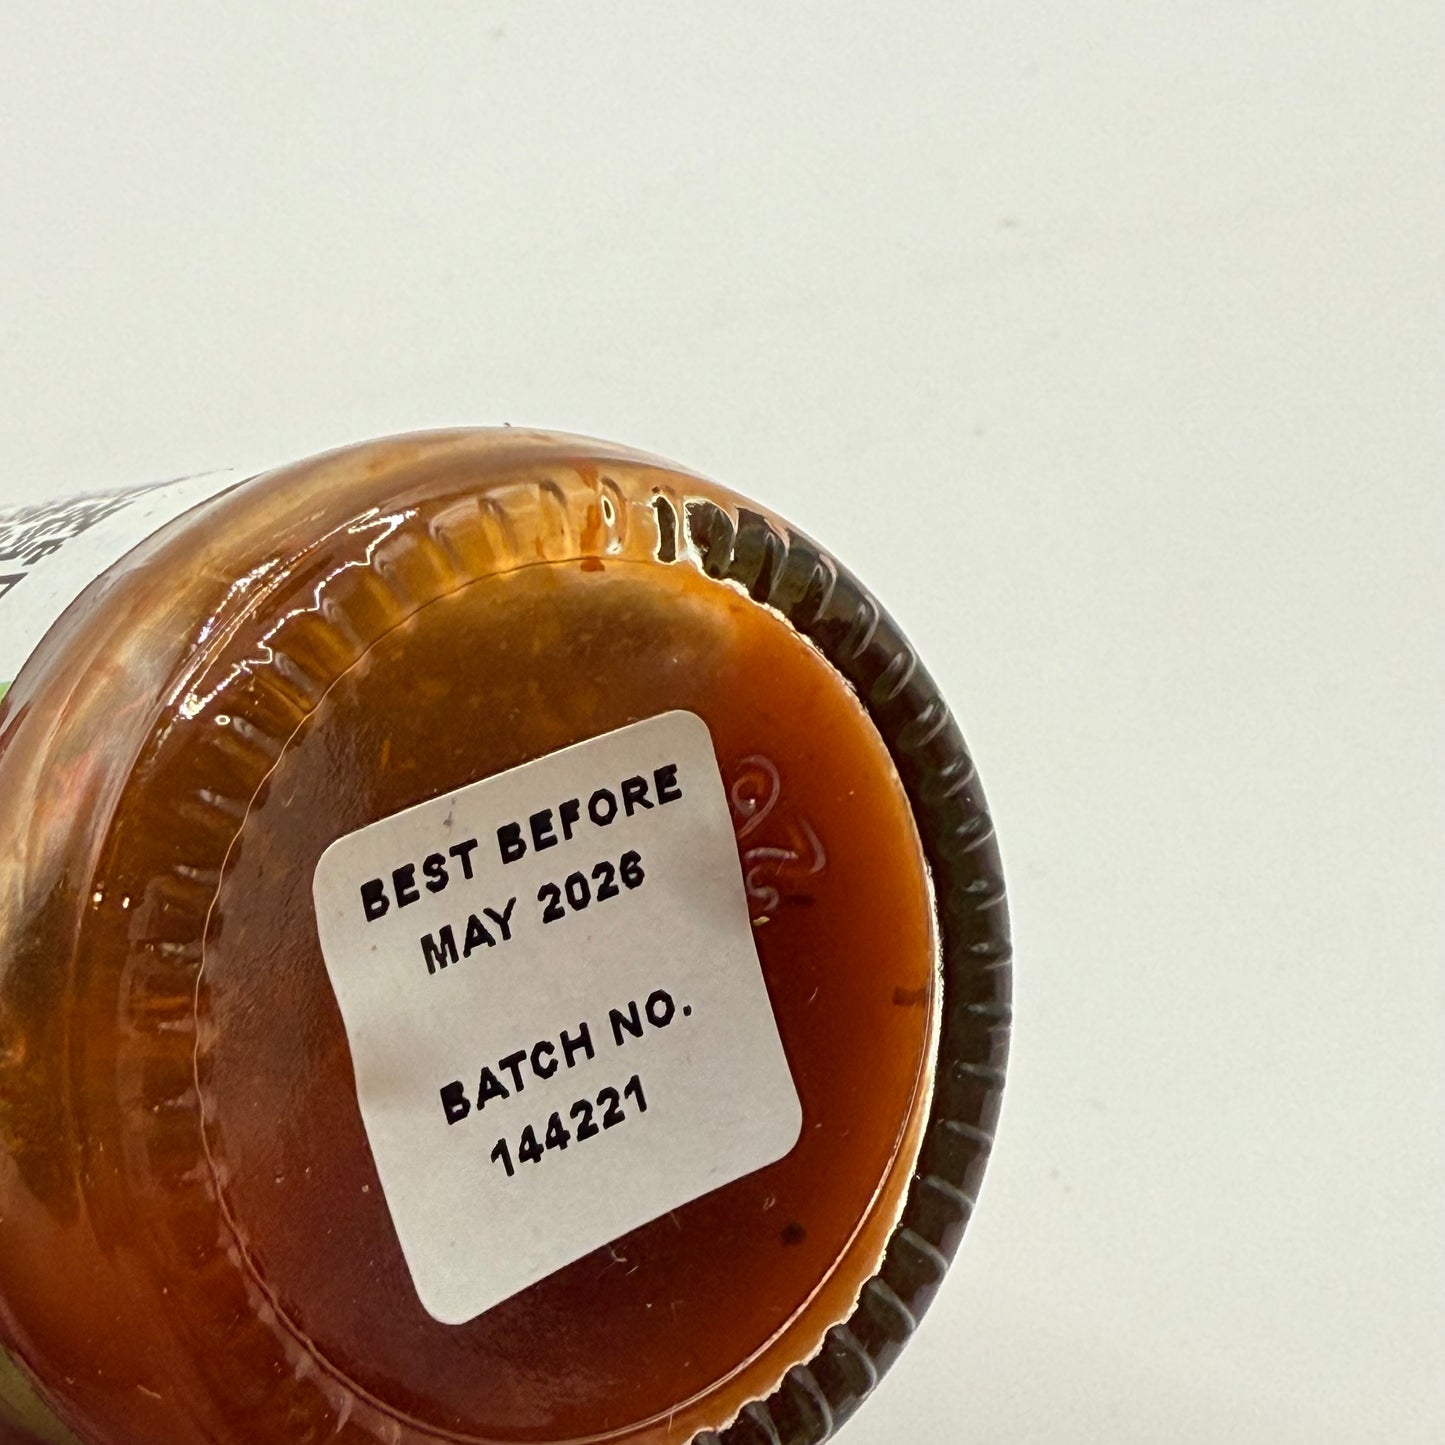 BEST BEFORE
MAY 2026
BATCH NO.
144221